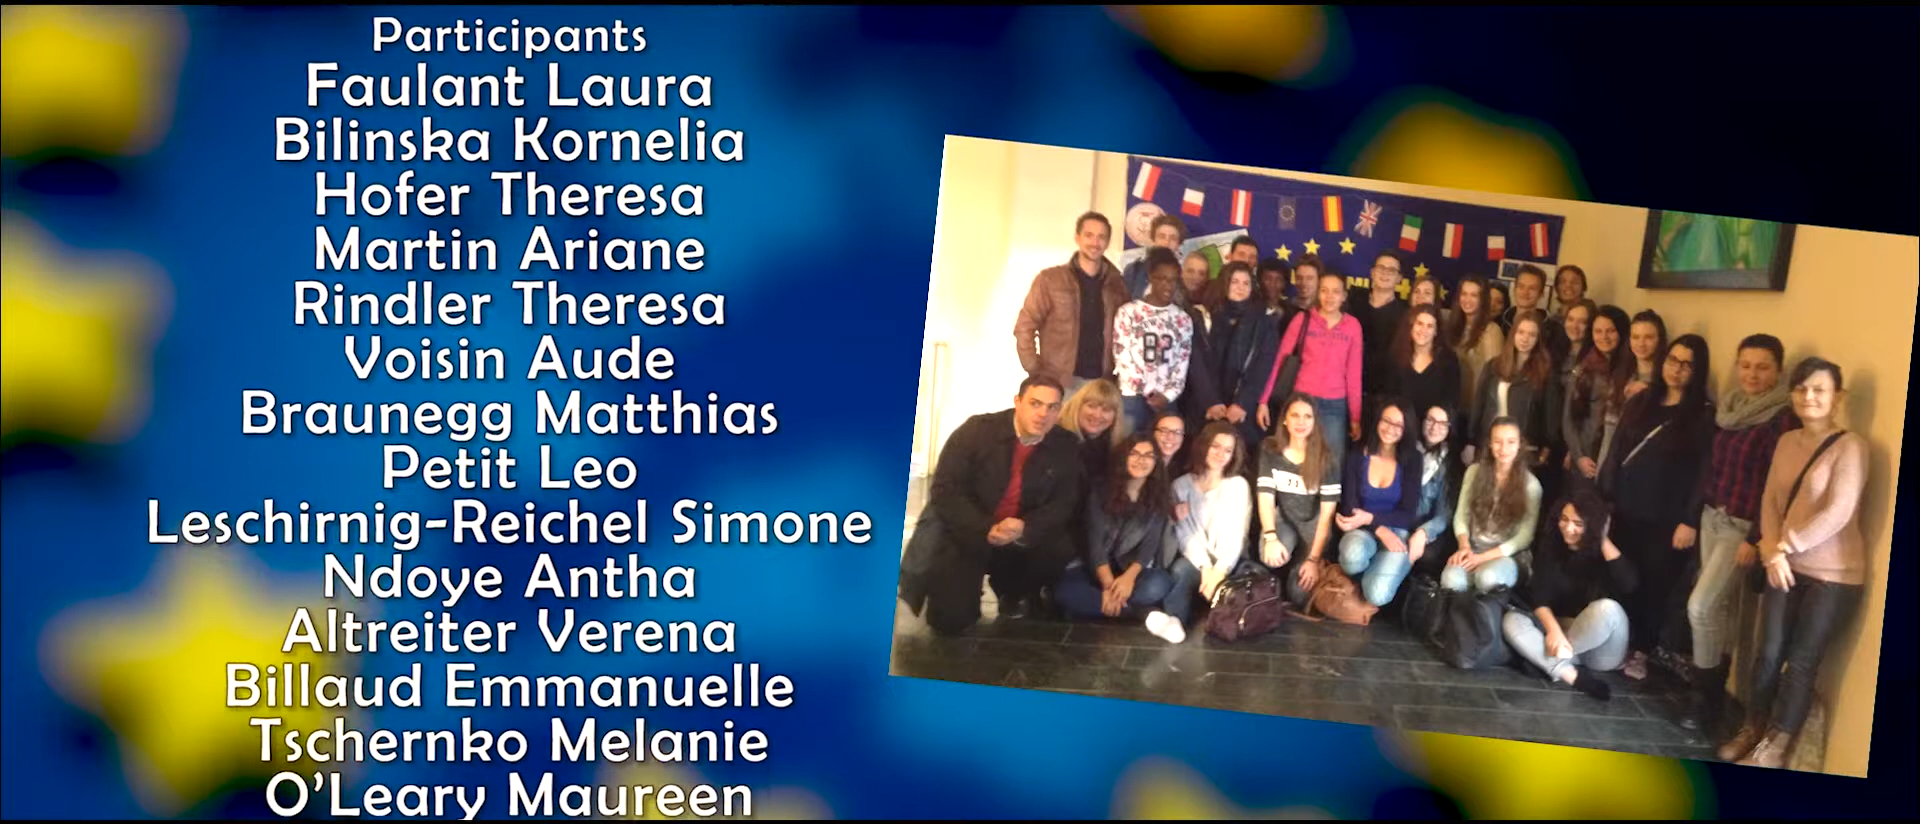 Participants
Faulant Laura
Bilinska Kornelia
Hofer Theresa
Martin Ariane
Rindler Theresa
Voisin Aude
Braunegg Matthias
Petit Leo
Leschirnig-Reichel Simone
Ndoye Antha
Altreiter Verena
Billaud Emmanuelle
Tschernko Melanie
O'Leary Maureen
82